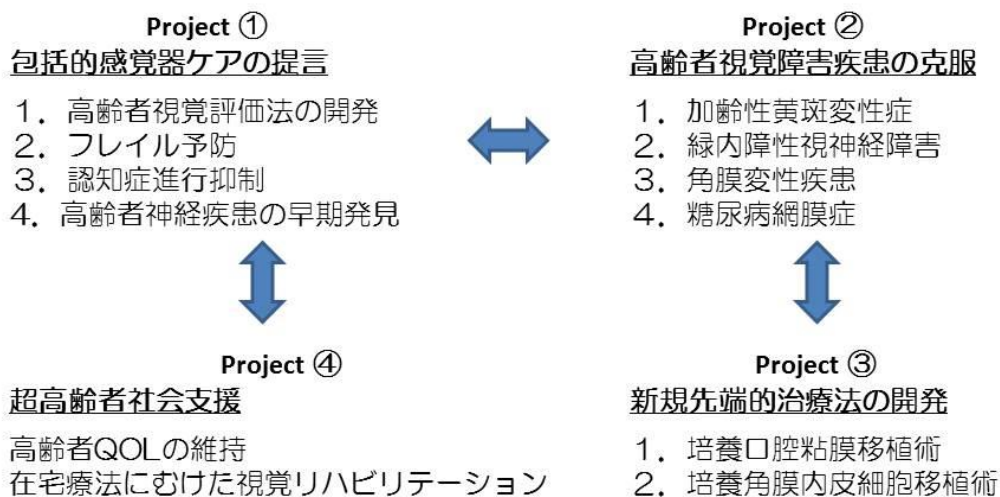 Project ①
包括的感覚器ケアの提言
1. 高齢者視覚評価法の開発
2. フレイル予防
3. 認知症進行抑制
4. 高齢者神経疾患の早期発見
Project ②
高齢者視覚障害疾患の克服
1. 加齢性黄斑変性症
2. 緑内障性視神経障害
3. 角膜変性疾患
4. 糖尿病網膜症
Project ④
超高齢者社会支援
高齢者QOLの維持
在宅療法にむけた視覚リハビリテーション
Project ③
新規先端的治療法の開発
1. 培養口腔粘膜移植術
2. 培養角膜内皮細胞移植術